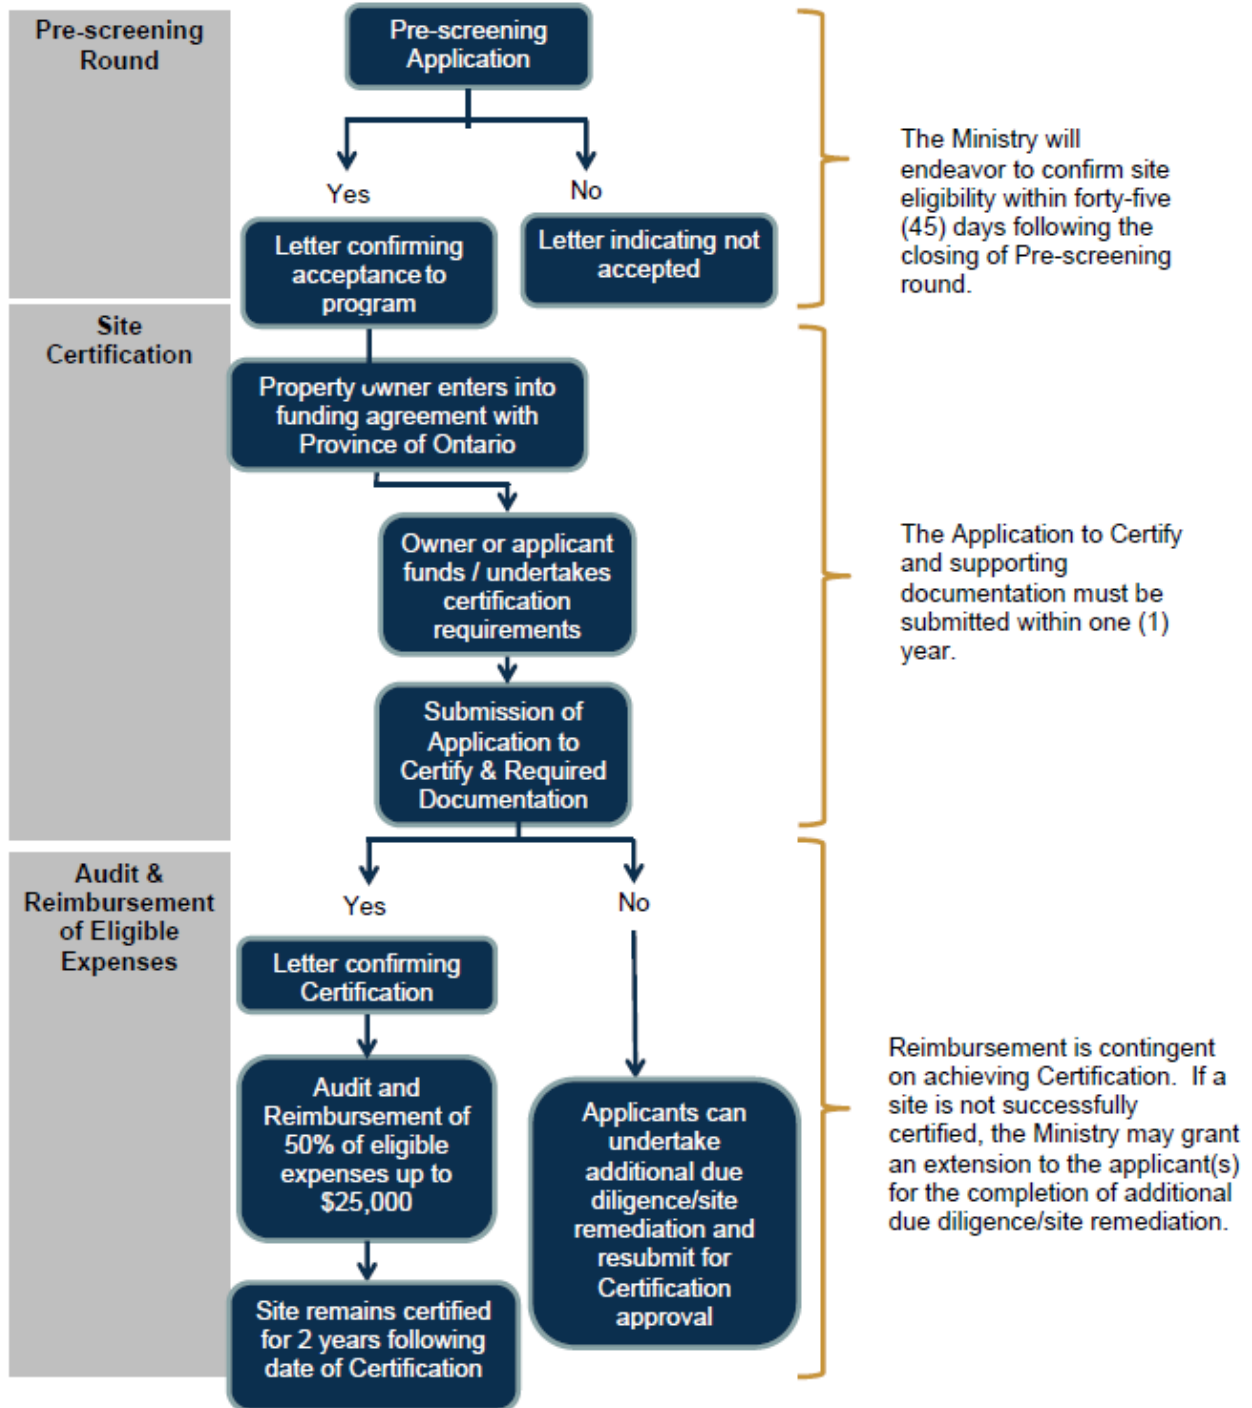 Pre-screening
Round
Pre-screening
Application
Yes
No
Letter confirming
acceptance to
program
Letter indicating not
accepted
The Ministry will
endeavor to confirm site
eligibility within forty-five
(45) days following the
closing of Pre-screening
round.
Site
Certification
Property owner enters into
funding agreement with
Province of Ontario
Owner or applicant
funds / undertakes
certification
requirements
Submission of
Application to
Certify & Required
Documentation
The Application to Certify
and supporting
documentation must be
submitted within one (1)
year.
Audit &
Reimbursement
of Eligible
Expenses
Yes
No
Letter confirming
Certification
Audit and
Reimbursement of
50% of eligible
expenses up to
$25,000
Site remains certified
for 2 years following
date of Certification
Applicants can
undertake
additional due
diligence/site
remediation and
resubmit for
Certification
approval
Reimbursement is contingent
on achieving Certification.  If a
site is not successfully
certified, the Ministry may grant
an extension to the applicant(s)
for the completion of additional
due diligence/site remediation.